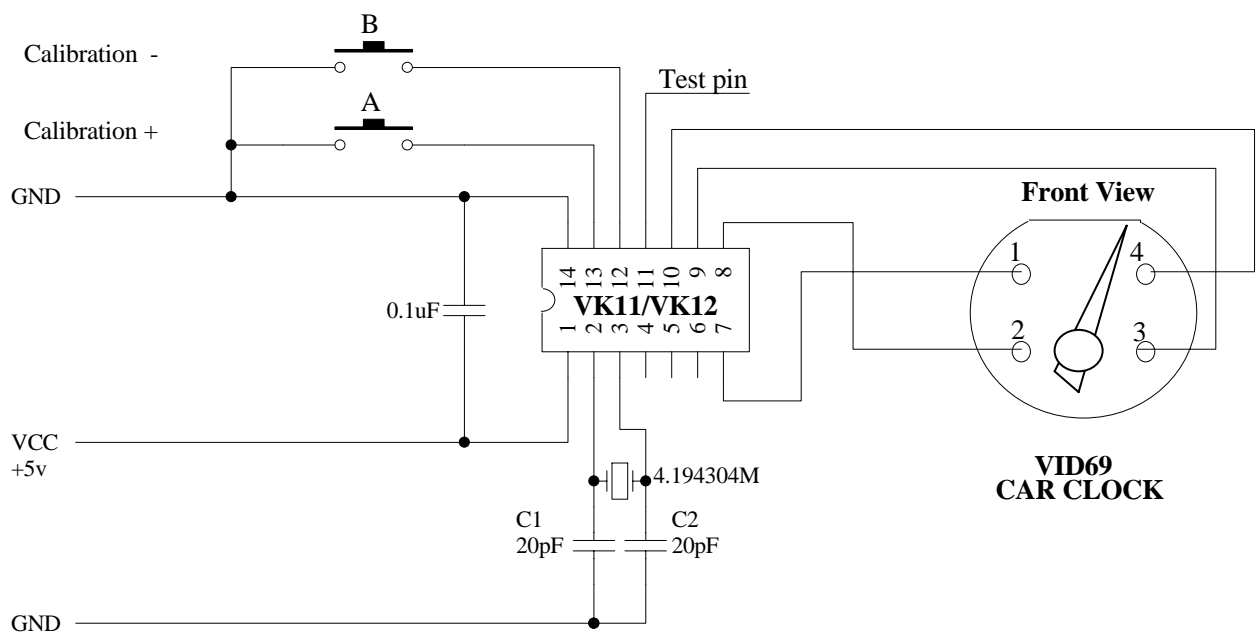 B
Calibration -
Test pin
A
Calibration +
GND
Front View
14 13 12 11 10 9 8
1 4
VK11/VK12
0.1uF
1 2 3 4 5 6 7
2 3
VCC
+5v
4.194304M
VID69
CAR CLOCK
C1 C2
20pF 20pF
GND